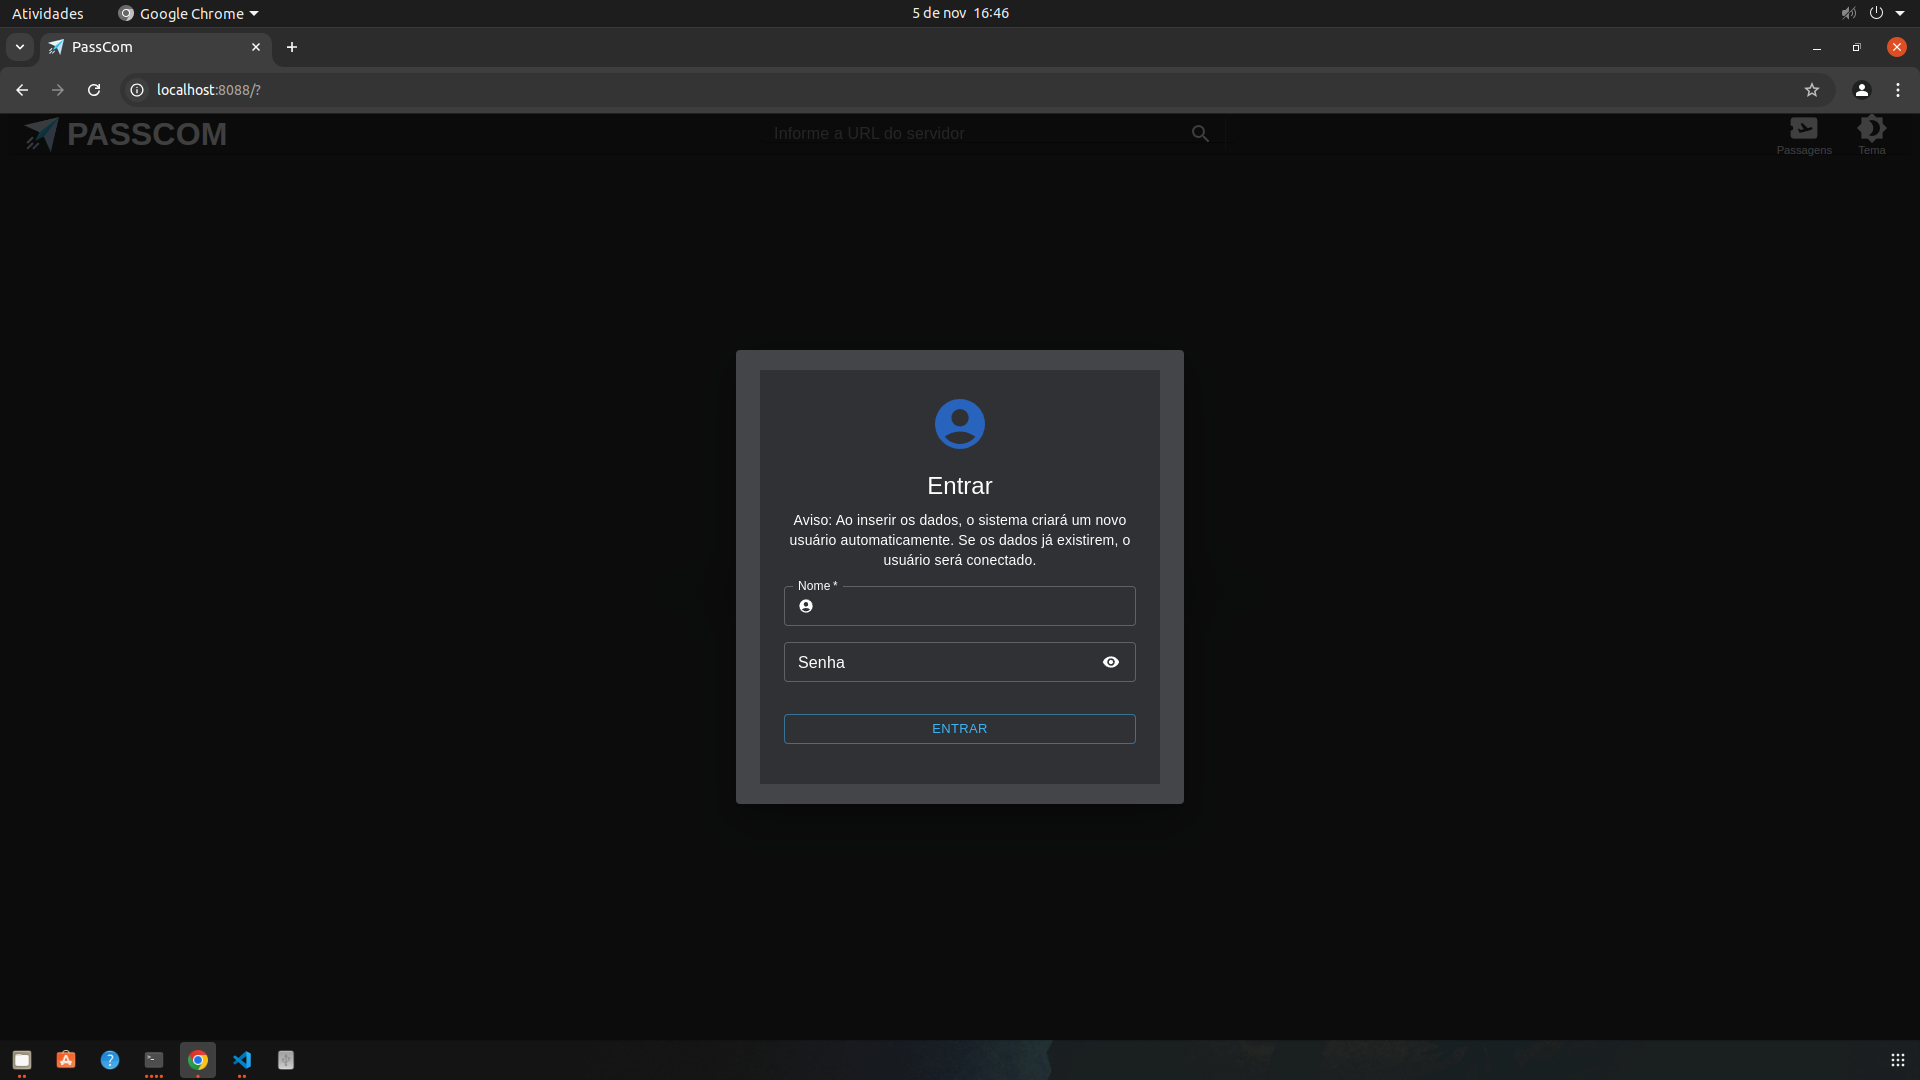 Atividades
Google Chrome
5 de nov 16:46
PassCom
localhost:8088/?
PASSCOM
Informe a URL do servidor
Passagens
Tema
Entrar
Aviso: Ao inserir os dados, o sistema criará um novo
usuário automaticamente. Se os dados já existirem, o
usuário será conectado.
Nome *
Senha
ENTRAR